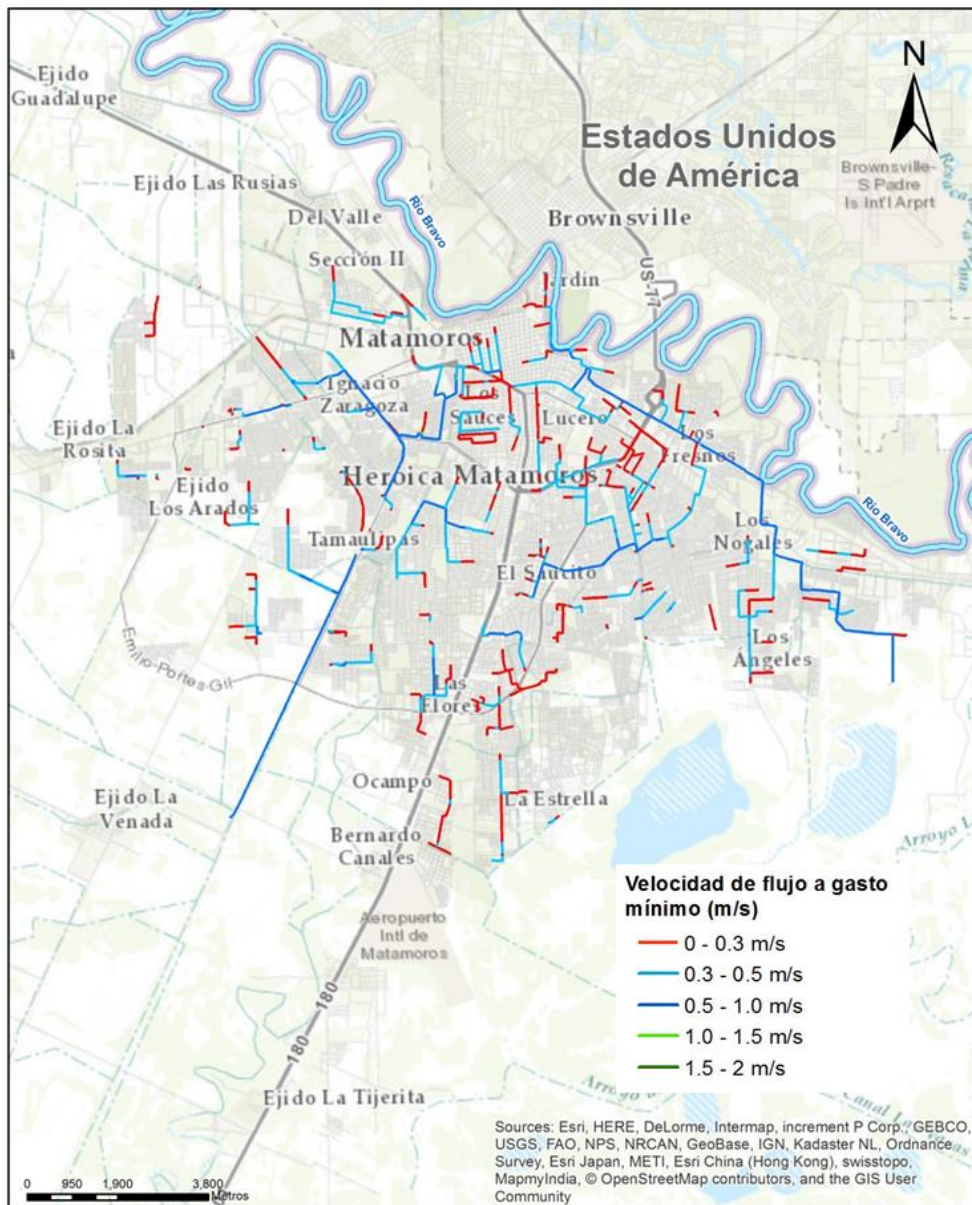 Ejido
Guadalupe
N
Estados Unidos
de América
Brownsville-
S Padre
Is Int'l Arprt
Ejido Las Rusias
Del Valle
Brownsville
Río Bravo
Sección II
Jardín
US-77
Matamoros
Ignacio
Zaragoza
Los
Sauces
Lucero
Los
Fresnos
Ejido La
Rosita
Heroica Matamoros
Ejido
Los Arados
Tamaulipas
Los
Nogales
Río Bravo
El Saucito
Emilio-Portes-Gil
Los
Ángeles
Las
Flores
Ocampo
Ejido La
Venada
La Estrella
Bernardo
Canales
Aeropuerto
Intl de
Matamoros
180
180
Ejido La Tijerita
Velocidad de flujo a gasto
mínimo (m/s)
0 - 0.3 m/s
0.3 - 0.5 m/s
0.5 - 1.0 m/s
1.0 - 1.5 m/s
1.5 - 2 m/s
Sources: Esri, HERE, DeLorme, Intermap, increment P Corp., GEBCO,
USGS, FAO, NPS, NRCAN, GeoBase, IGN, Kadaster NL, Ordnance
Survey, Esri Japan, METI, Esri China (Hong Kong), swisstopo,
MapmyIndia, © OpenStreetMap contributors, and the GIS User
Community
0 950 1,900 3,800
Metros